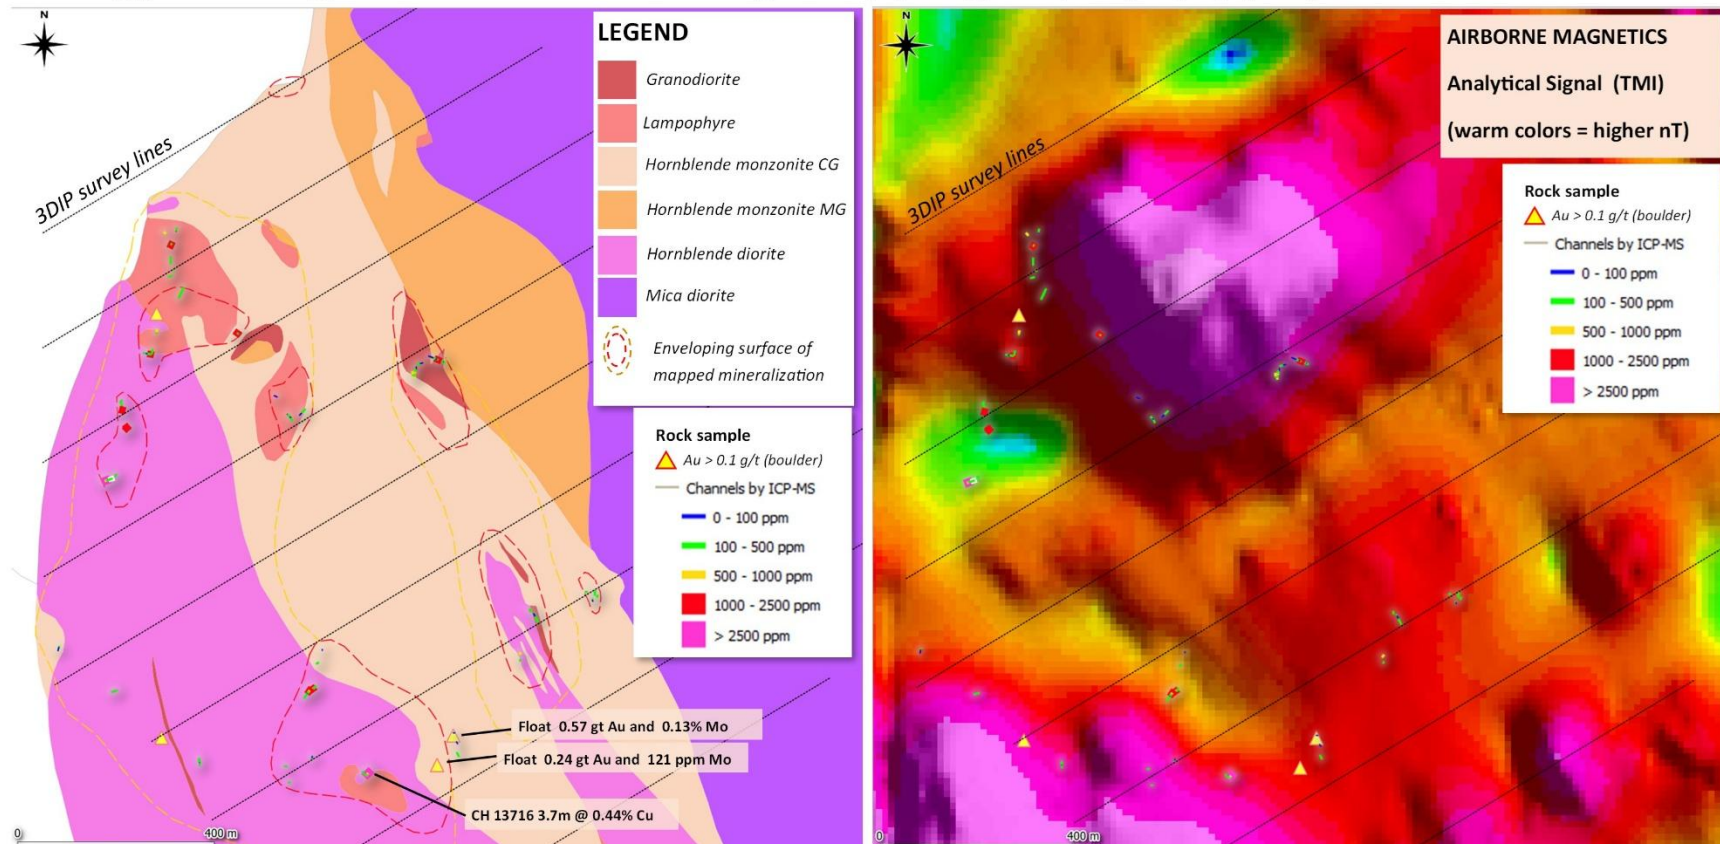 N
3DIP survey lines
LEGEND
Granodiorite
Lampophyre
Hornblende monzonite CG
Hornblende monzonite MG
Hornblende diorite
Mica diorite
Enveloping surface of
mapped mineralization
Rock sample
Au > 0.1 g/t (boulder)
Channels by ICP-MS
0 - 100 ppm
100 - 500 ppm
500 - 1000 ppm
1000 - 2500 ppm
> 2500 ppm
Float 0.57 gt Au and 0.13% Mo
Float 0.24 gt Au and 121 ppm Mo
CH 13716 3.7m @ 0.44% Cu
0
400 m
N
3DIP survey lines
AIRBORNE MAGNETICS
Analytical Signal (TMI)
(warm colors = higher nT)
Rock sample
Au > 0.1 g/t (boulder)
Channels by ICP-MS
0 - 100 ppm
100 - 500 ppm
500 - 1000 ppm
1000 - 2500 ppm
> 2500 ppm
0
400 m